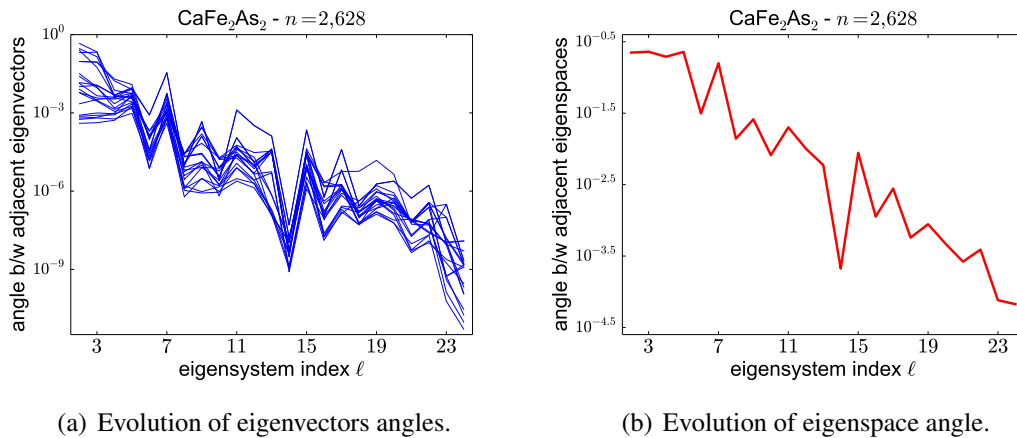 CaFe₂As₂ - n = 2,628
angle b/w adjacent eigenvectors
10⁰
10⁻³
10⁻⁶
10⁻⁹
3 7 11 15 19 23
eigensystem index ℓ
(a) Evolution of eigenvectors angles.
CaFe₂As₂ - n = 2,628
angle b/w adjacent eigenspaces
10⁻⁰·⁵
10⁻¹·⁵
10⁻²·⁵
10⁻³·⁵
10⁻⁴·⁵
3 7 11 15 19 23
eigensystem index ℓ
(b) Evolution of eigenspace angle.